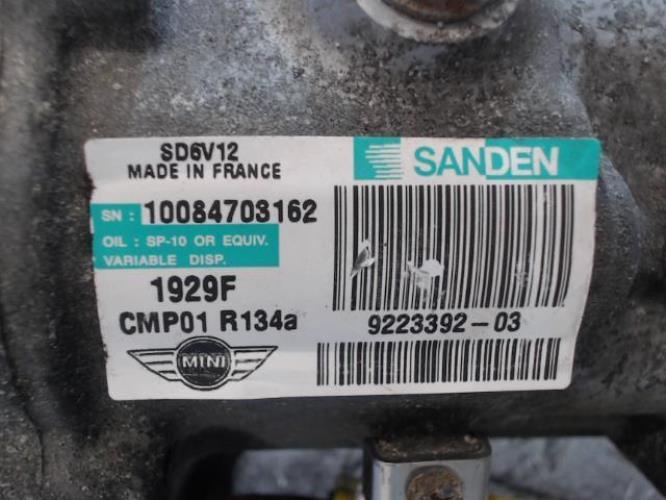 SD6V12
MADE IN FRANCE
SANDEN
SN : 10084703162
OIL : SP-10 OR EQUIV.
VARIABLE DISP.
1929F
CMP01 R134a
9223392-03
MINI